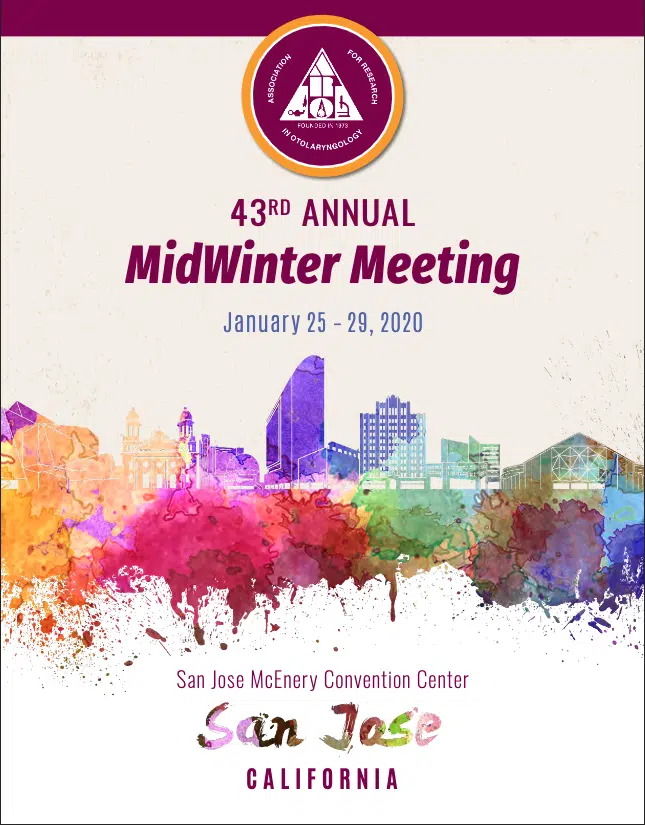 ASSOCIATION
FOR RESEARCH
FOUNDED IN 1973
IN OTOLARYNGOLOGY
43RD ANNUAL
MidWinter Meeting
January 25 – 29, 2020
San Jose McEnery Convention Center
San Jose
CALIFORNIA